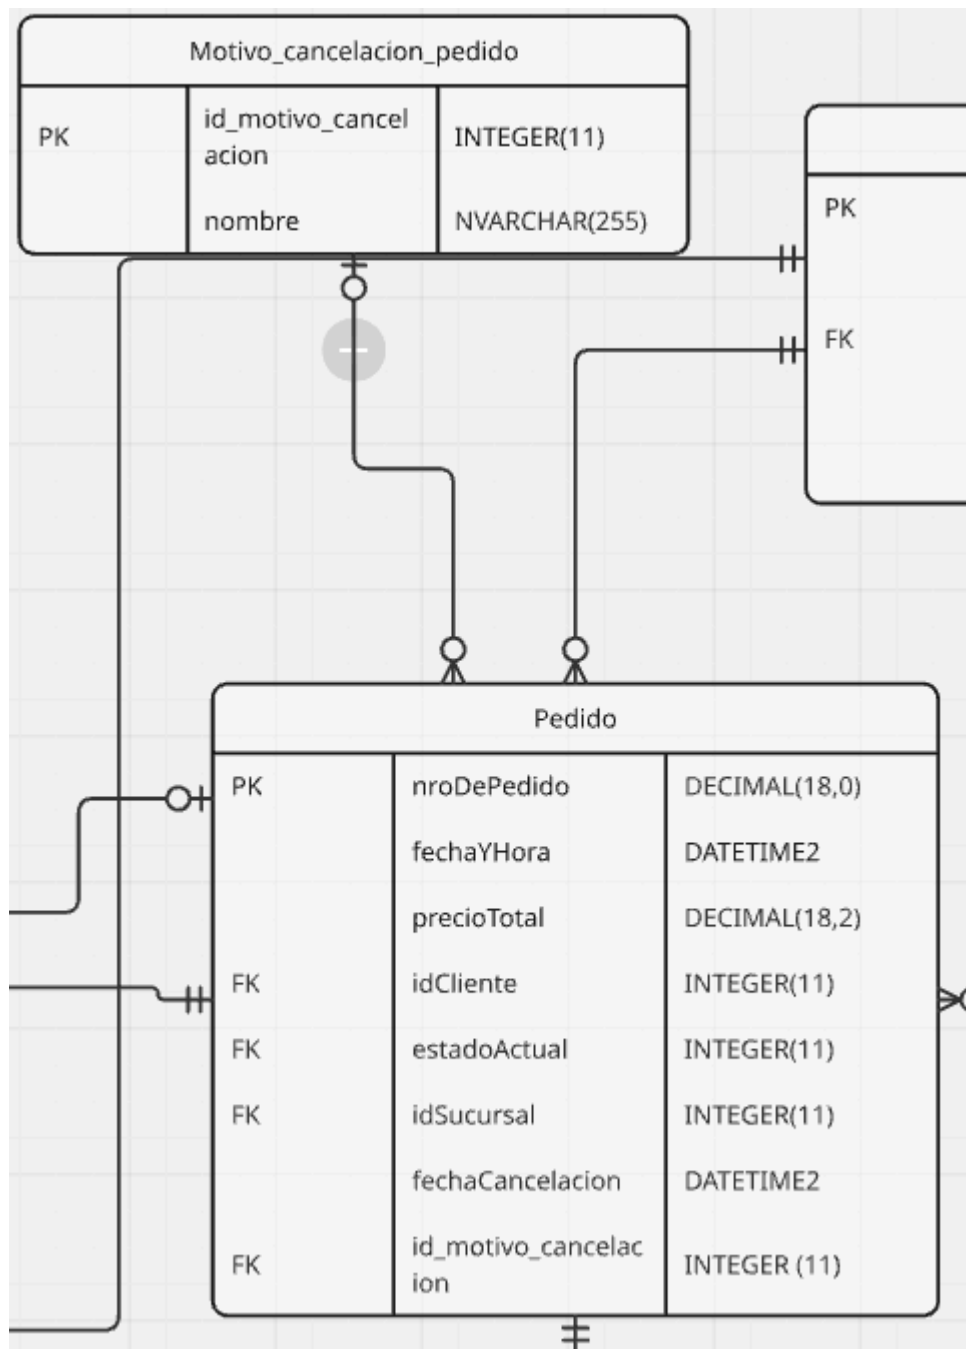 Motivo_cancelacion_pedido
PK
id_motivo_cancel
acion
INTEGER(11)
nombre
NVARCHAR(255)
PK
FK
Pedido
PK
nroDePedido
DECIMAL(18,0)
fechaYHora
DATETIME2
precioTotal
DECIMAL(18,2)
FK
idCliente
INTEGER(11)
FK
estadoActual
INTEGER(11)
FK
idSucursal
INTEGER(11)
fechaCancelacion
DATETIME2
FK
id_motivo_cancelac
ion
INTEGER (11)